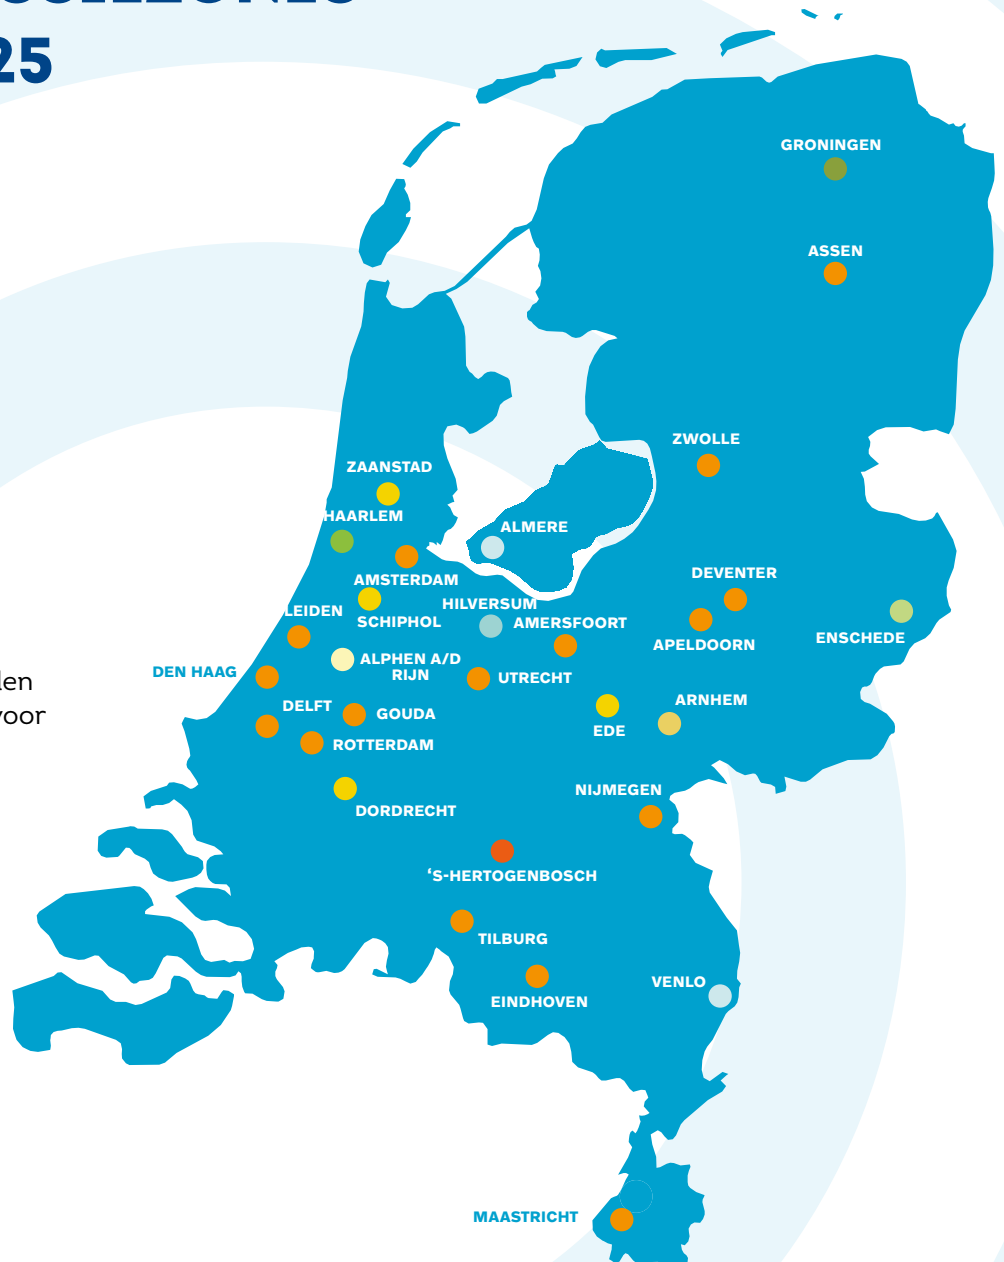 25
GRONINGEN
ASSEN
ZWOLLE
ZAANSTAD
HAARLEM
ALMERE
AMSTERDAM
DEVENTER
HILVERSUM
LEIDEN
SCHIPHOL
AMERSFOORT
ENSCHEDE
APELDOORN
ALPHEN A/D
RIJN
DEN HAAG
UTRECHT
len
voor
ARNHEM
DELFT
GOUDA
EDE
ROTTERDAM
NIJMEGEN
DORDRECHT
‘S-HERTOGENBOSCH
TILBURG
VENLO
EINDHOVEN
MAASTRICHT